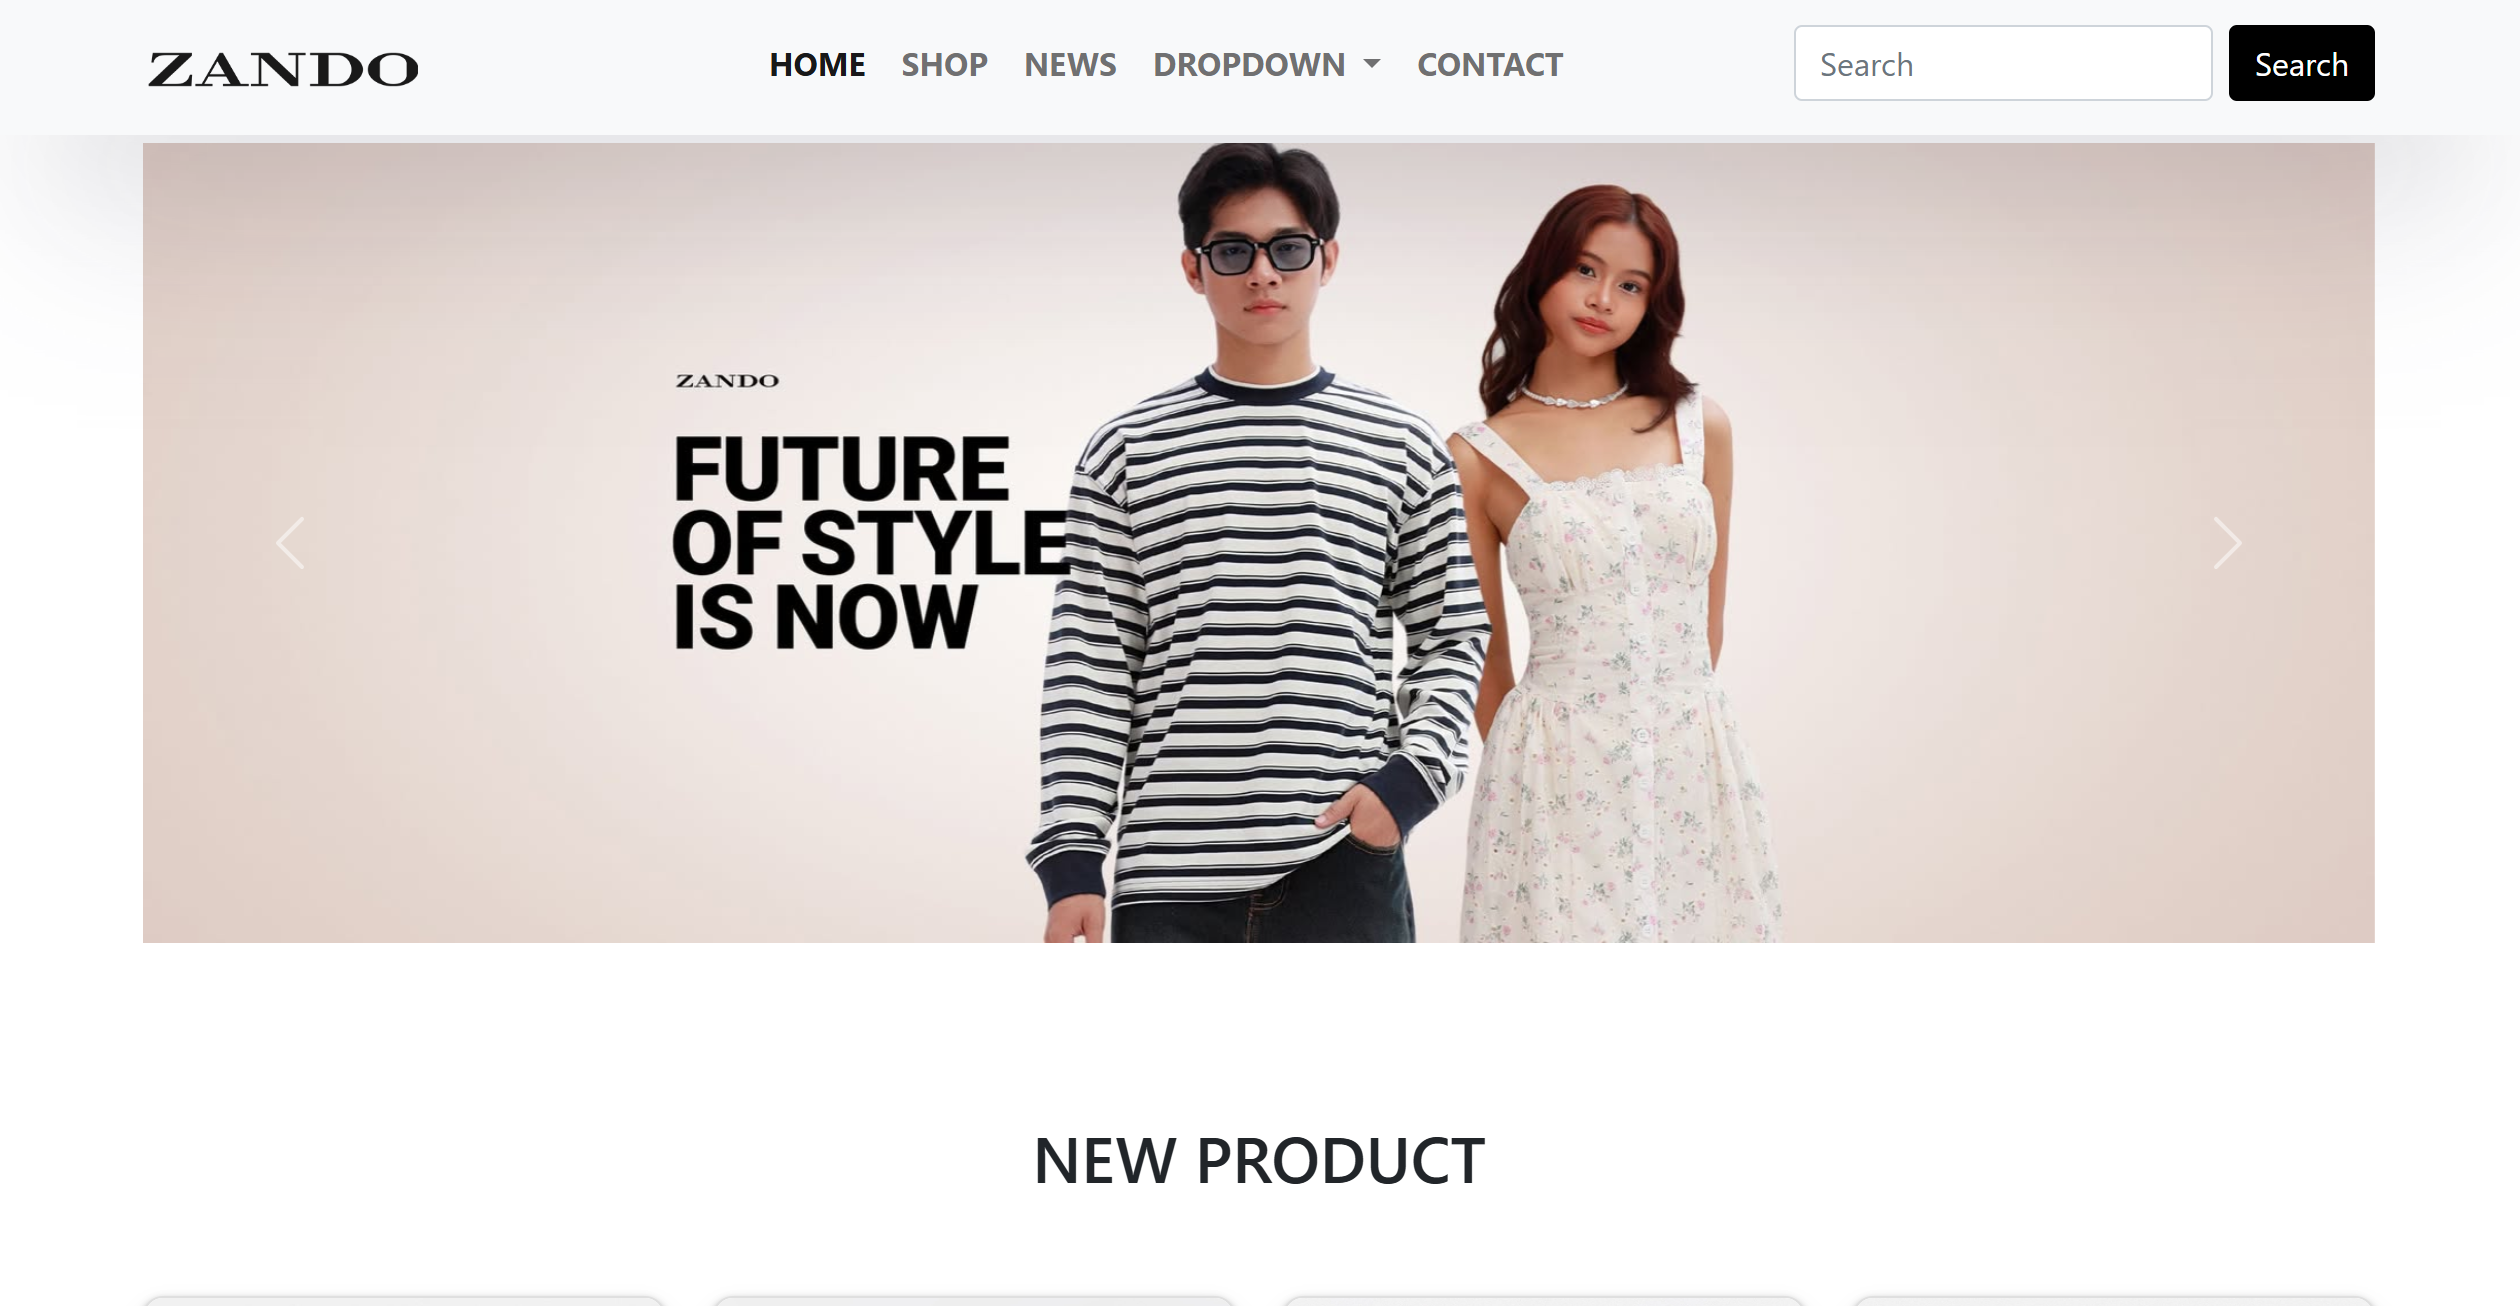 ZANDO
HOME SHOP NEWS DROPDOWN CONTACT
Search
Search
ZANDO
FUTURE
OF STYLE
IS NOW
NEW PRODUCT